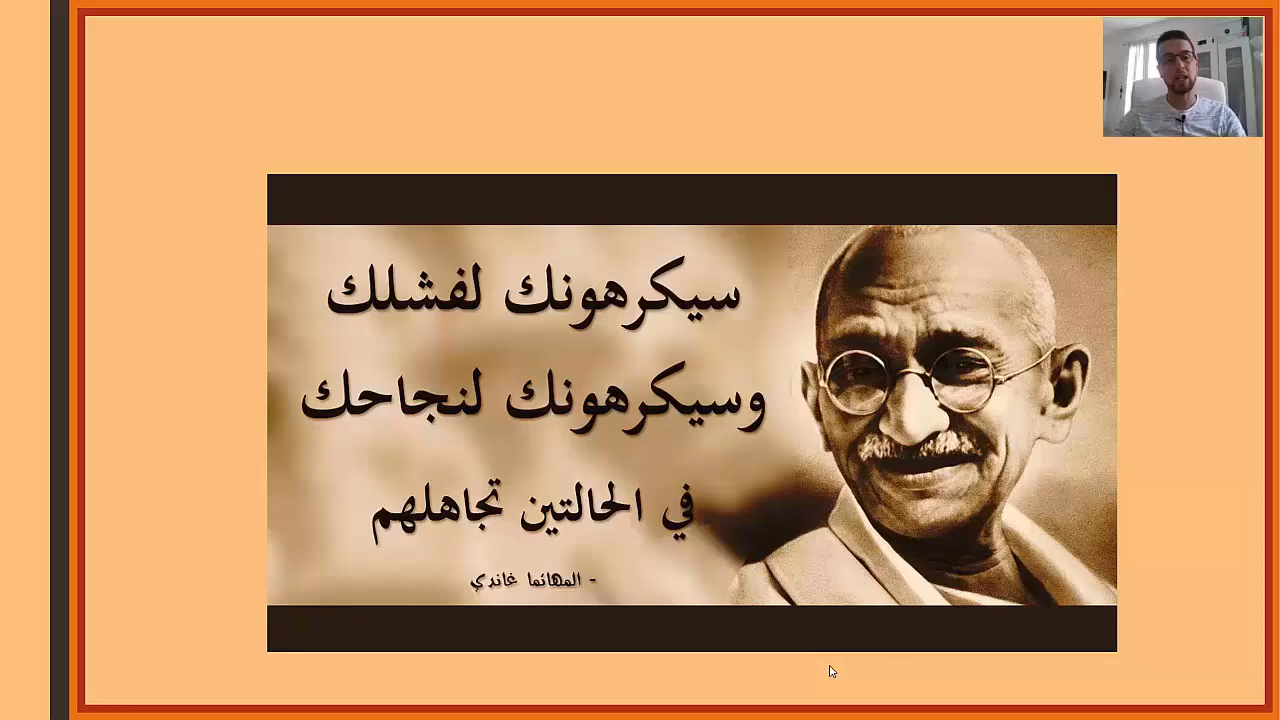 سيكرهونك لفشلك
وسيكرهونك لنجاحك
في الحالتين تجاهلهم
- المهاتما غاندي